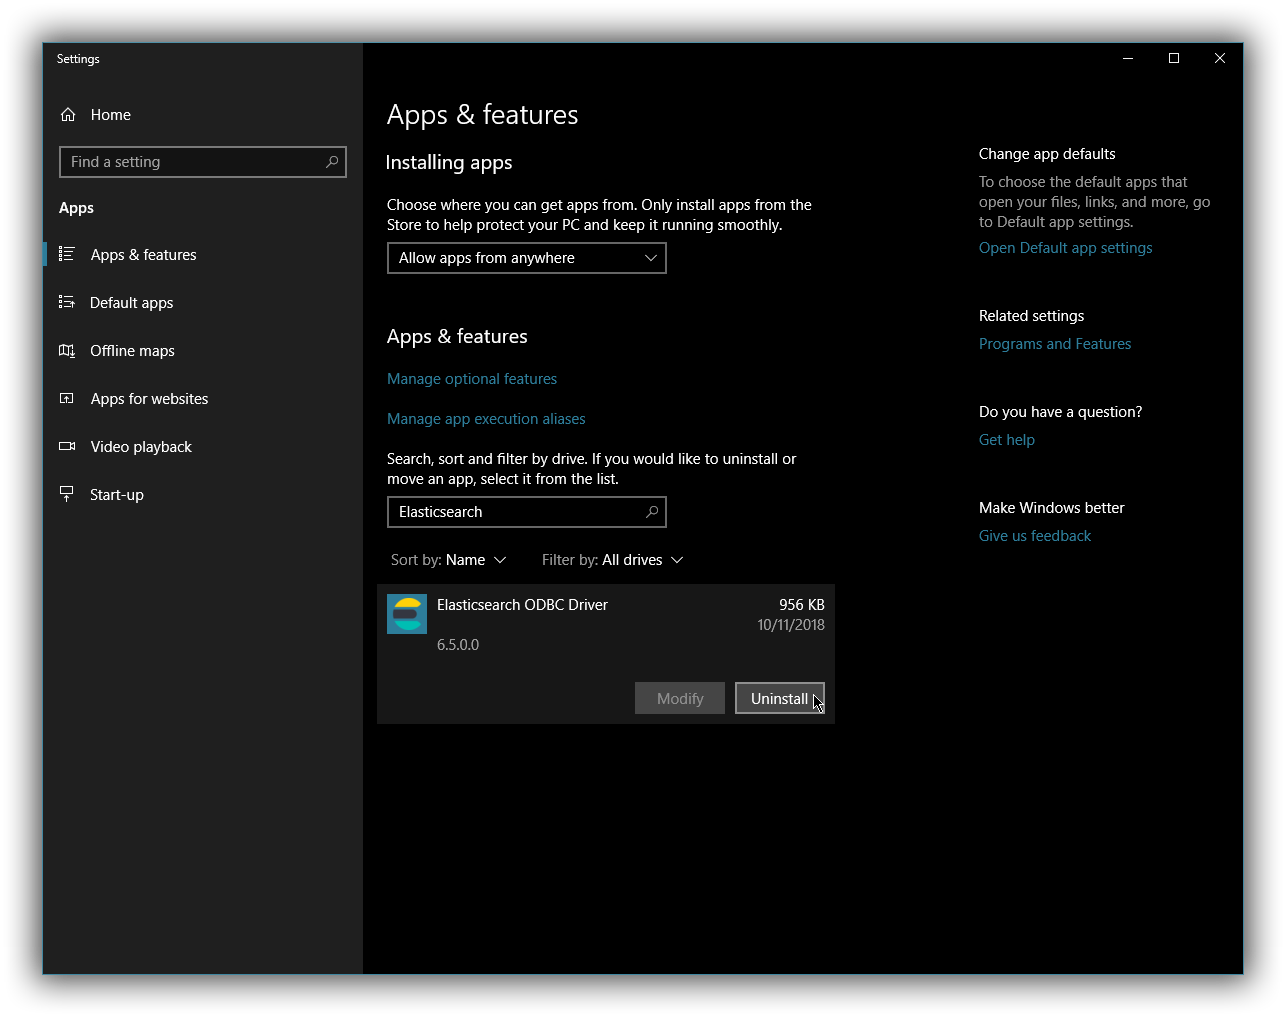 Settings
Home
Find a setting
Apps
Apps & features
Default apps
Offline maps
Apps for websites
Video playback
Start-up
Apps & features
Installing apps
Choose where you can get apps from. Only install apps from the
Store to help protect your PC and keep it running smoothly.
Allow apps from anywhere
Apps & features
Manage optional features
Manage app execution aliases
Search, sort and filter by drive. If you would like to uninstall or
move an app, select it from the list.
Elasticsearch
Sort by: Name
Filter by: All drives
Elasticsearch ODBC Driver
956 KB
10/11/2018
6.5.0.0
Modify
Uninstall
Change app defaults
To choose the default apps that
open your files, links, and more, go
to Default app settings.
Open Default app settings
Related settings
Programs and Features
Do you have a question?
Get help
Make Windows better
Give us feedback